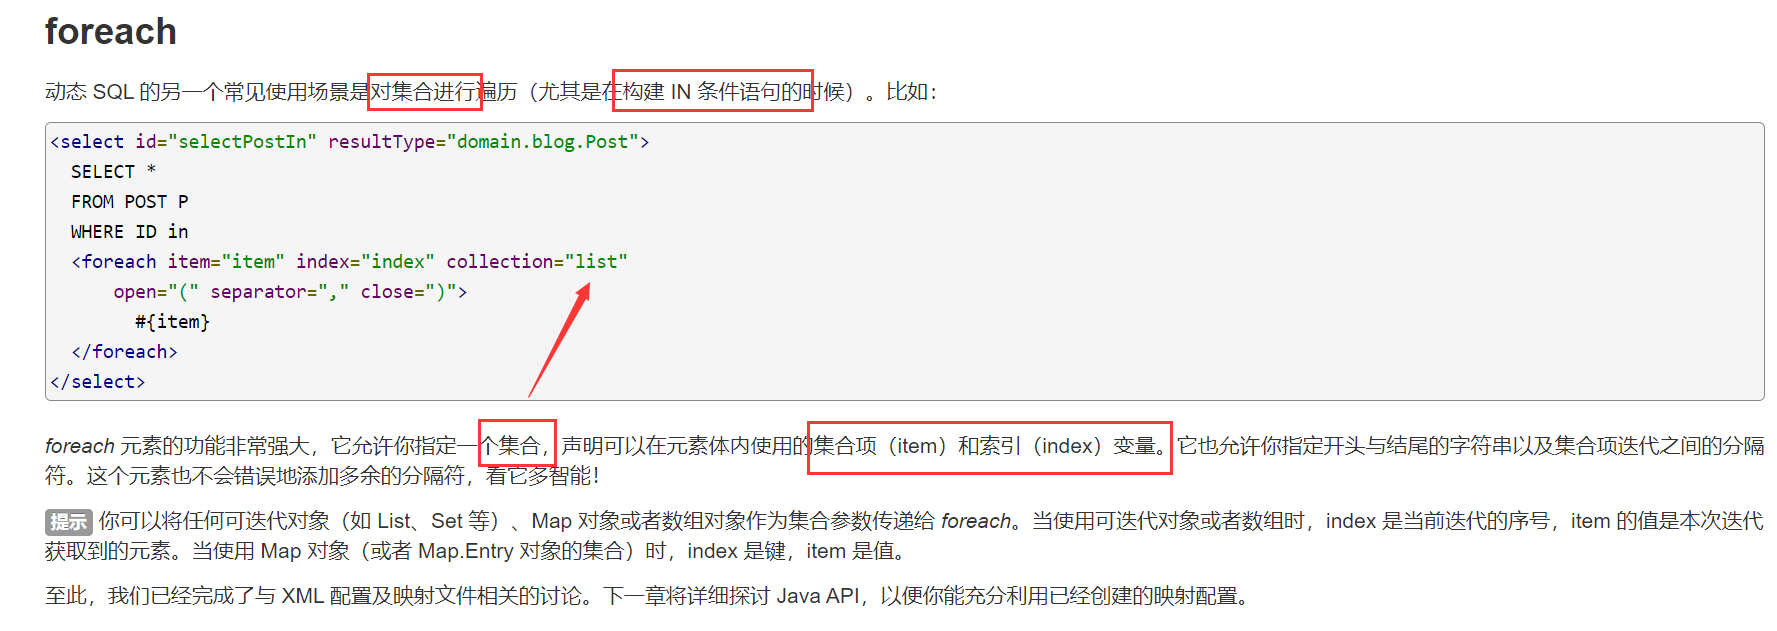 foreach
动态 SQL 的另一个常见使用场景是对集合进行遍历（尤其是在构建 IN 条件语句的时候）。比如：
<select id="selectPostIn" resultType="domain.blog.Post">
  SELECT *
  FROM POST P
  WHERE ID in
  <foreach item="item" index="index" collection="list"
      open="(" separator="," close=")">
        #{item}
  </foreach>
</select>
foreach 元素的功能非常强大，它允许你指定一个集合，声明可以在元素体内使用的集合项（item）和索引（index）变量。它也允许你指定开头与结尾的字符串以及集合项迭代之间的分隔
符。这个元素也不会错误地添加多余的分隔符，看它多智能！
提示 你可以将任何可迭代对象（如 List、Set 等）、Map 对象或者数组对象作为集合参数传递给 foreach。当使用可迭代对象或者数组时，index 是当前迭代的序号，item 的值是本次迭代
获取到的元素。当使用 Map 对象（或者 Map.Entry 对象的集合）时，index 是键，item 是值。
至此，我们已经完成了与 XML 配置及映射文件相关的讨论。下一章将详细探讨 Java API，以便你能充分利用已经创建的映射配置。